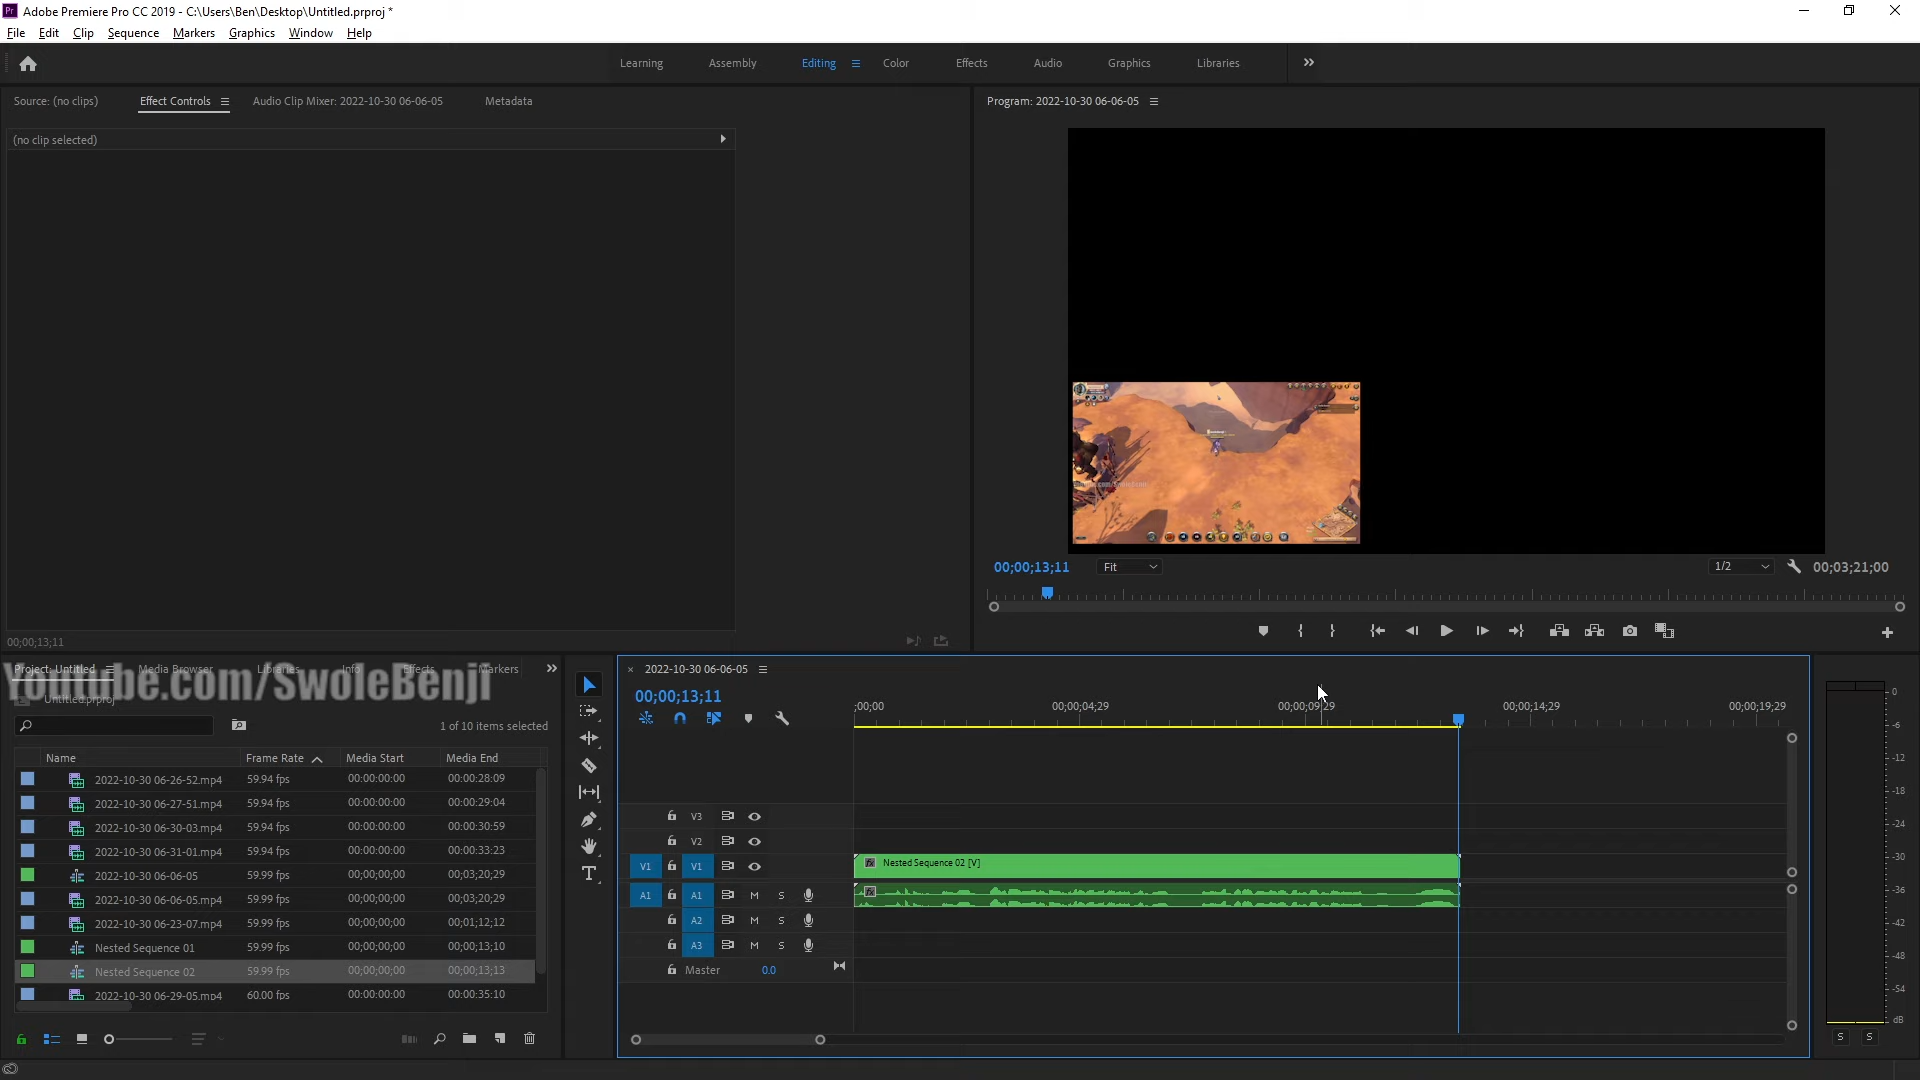 Pr Adobe Premiere Pro CC 2019 - C:\Users\Ben\Desktop\Untitled.prproj *
File Edit Clip Sequence Markers Graphics Window Help
Learning Assembly Editing Color Effects Audio Graphics Libraries
Source: (no clips) Effect Controls Audio Clip Mixer: 2022-10-30 06-06-05 Metadata
Program: 2022-10-30 06-06-05
(no clip selected)
00;00;13;11 Fit 1/2 00;03;21;00
00;00;13;11
Project: Untitled Media Browser Libraries Info Effects Markers
Youtube.com/SwoleBenji
Untitled.prproj
1 of 10 items selected
Name Frame Rate Media Start Media End
2022-10-30 06-26-52.mp4 59.94 fps 00:00:00:00 00:00:28:09
2022-10-30 06-27-51.mp4 59.94 fps 00:00:00:00 00:00:29:04
2022-10-30 06-30-03.mp4 59.94 fps 00:00:00:00 00:00:30:59
2022-10-30 06-31-01.mp4 59.94 fps 00:00:00:00 00:00:33:23
2022-10-30 06-06-05 59.99 fps 00;00;00;00 00;03;20;29
2022-10-30 06-06-05.mp4 59.99 fps 00;00;00;00 00;03;20;29
2022-10-30 06-23-07.mp4 59.99 fps 00;00;00;00 00;01;12;12
Nested Sequence 01 59.99 fps 00;00;00;00 00;00;13;10
Nested Sequence 02 59.99 fps 00;00;00;00 00;00;13;13
2022-10-30 06-29-05.mp4 60.00 fps 00:00:00:00 00:00:35:10
2022-10-30 06-06-05
00;00;13;11
;00;00 00;00;04;29 00;00;09;29 00;00;14;29 00;00;19;29
V3
V2
V1 V1 fx Nested Sequence 02 [V]
A1 A1 M S fx
A2 M S
A3 M S
Master 0.0
0
-6
-12
-18
-24
-30
-36
-42
-48
-54
dB
S S